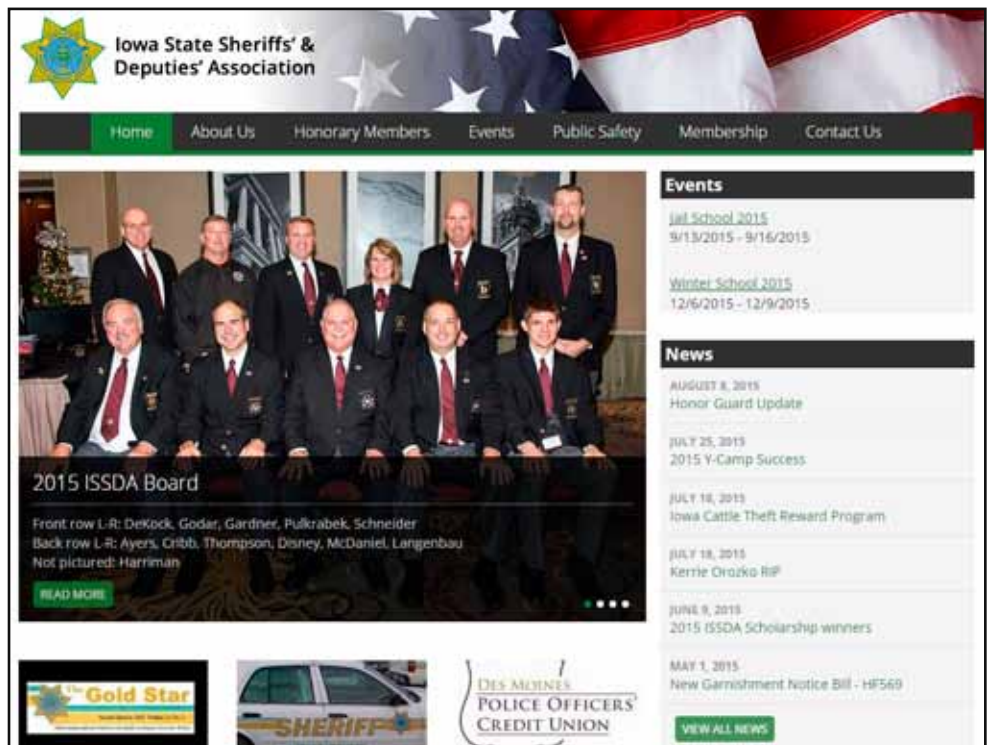 Iowa State Sheriffs' &
Deputies' Association
Home About Us Honorary Members Events Public Safety Membership Contact Us
2015 ISSDA Board
Front row L-R: DeKock, Godar, Gardner, Pulkrabek, Schneider
Back row L-R: Ayers, Cribb, Thompson, Disney, McDaniel, Langenbau
Not pictured: Harriman
READ MORE
Events
Jail School 2015
9/13/2015 - 9/16/2015
Winter School 2015
12/6/2015 - 12/9/2015
News
AUGUST 8, 2015
Honor Guard Update
JULY 25, 2015
2015 Y-Camp Success
JULY 18, 2015
Iowa Cattle Theft Reward Program
JULY 18, 2015
Kerrie Orozko RIP
JUNE 9, 2015
2015 ISSDA Scholarship winners
MAY 1, 2015
New Garnishment Notice Bill - HF569
VIEW ALL NEWS
The Gold Star
SHERIFF
DES MOINES
POLICE OFFICERS'
CREDIT UNION